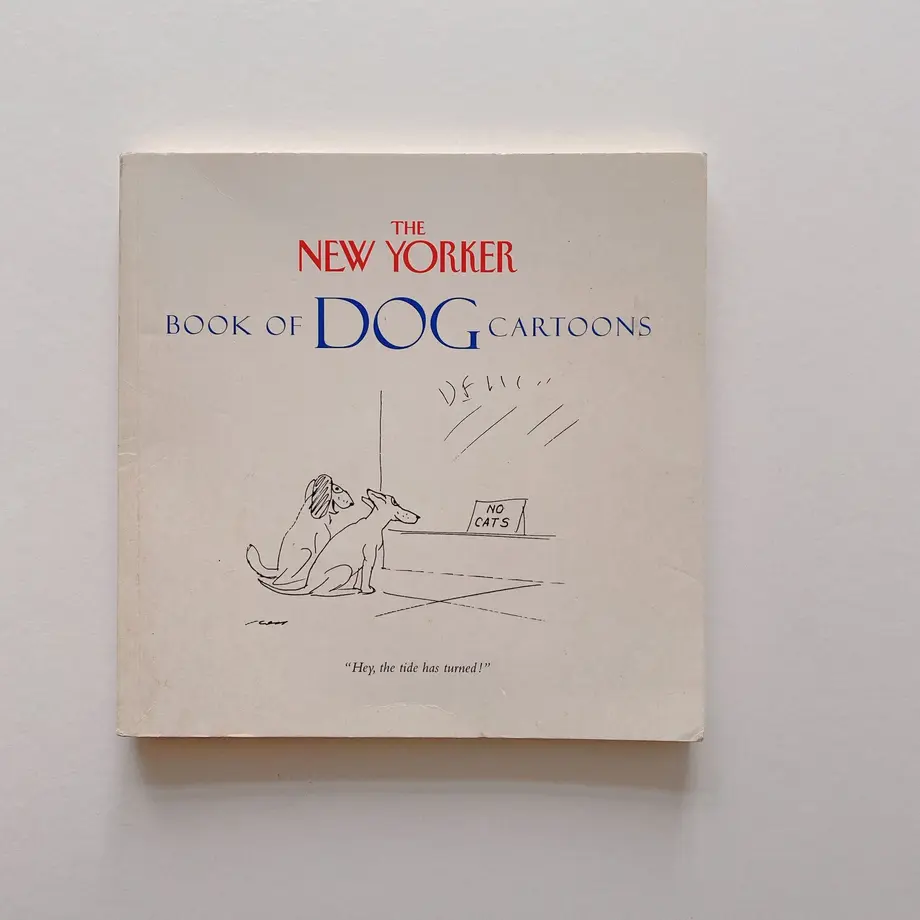 THE
NEW YORKER
BOOK OF DOG CARTOONS
NO
CATS
"Hey, the tide has turned!"